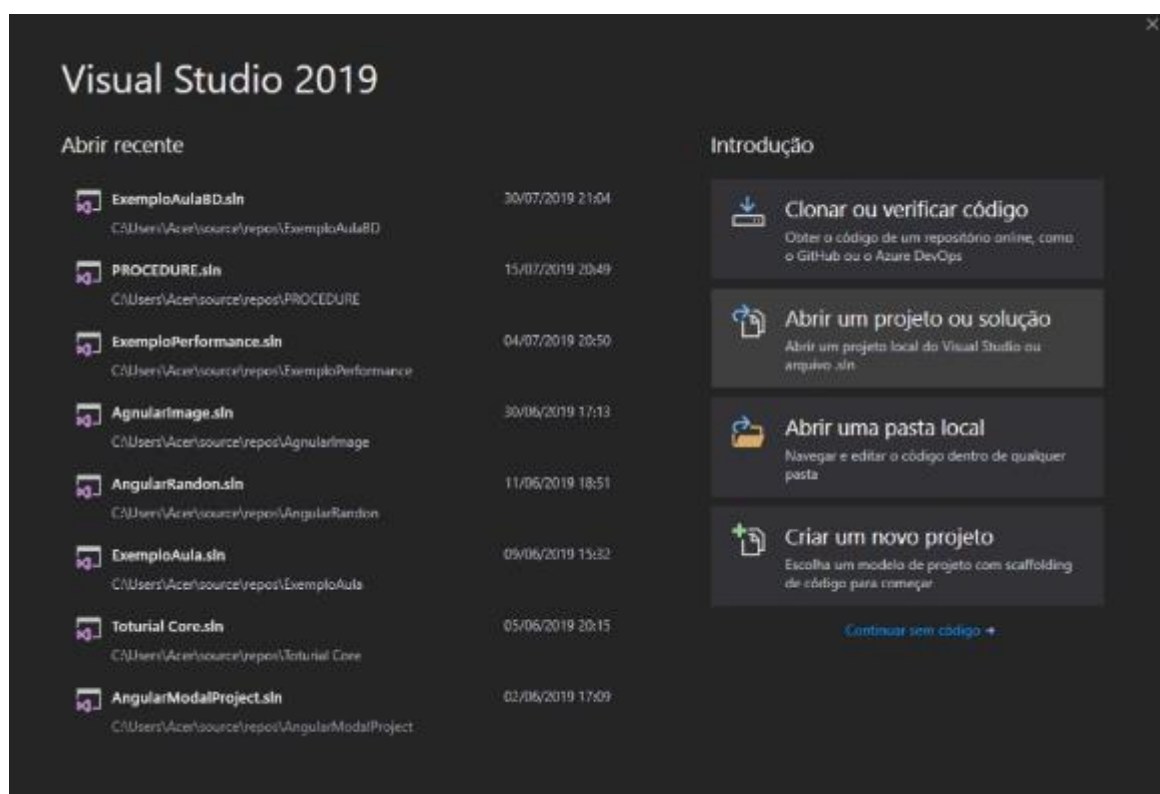 Visual Studio 2019
Abrir recente
ExemploAulaBD.sln 30/07/2019 21:04
C:\Users\Acer\source\repos\ExemploAulaBD
PROCEDURE.sln 15/07/2019 20:49
C:\Users\Acer\source\repos\PROCEDURE
ExemploPerformance.sln 04/07/2019 20:50
C:\Users\Acer\source\repos\ExemploPerformance
AgnularImage.sln 30/06/2019 17:13
C:\Users\Acer\source\repos\AgnularImage
AngularRandon.sln 11/06/2019 18:51
C:\Users\Acer\source\repos\AngularRandon
ExemploAula.sln 09/06/2019 15:32
C:\Users\Acer\source\repos\ExemploAula
Toturial Core.sln 05/06/2019 20:15
C:\Users\Acer\source\repos\Toturial Core
AngularModalProject.sln 02/06/2019 17:09
C:\Users\Acer\source\repos\AngularModalProject
Introdução
Clonar ou verificar código
Obter o código de um repositório online, como
o GitHub ou o Azure DevOps
Abrir um projeto ou solução
Abrir um projeto local do Visual Studio ou
arquivo .sln
Abrir uma pasta local
Navegar e editar o código dentro de qualquer
pasta
Criar um novo projeto
Escolha um modelo de projeto com scaffolding
de código para começar
Continuar sem código →